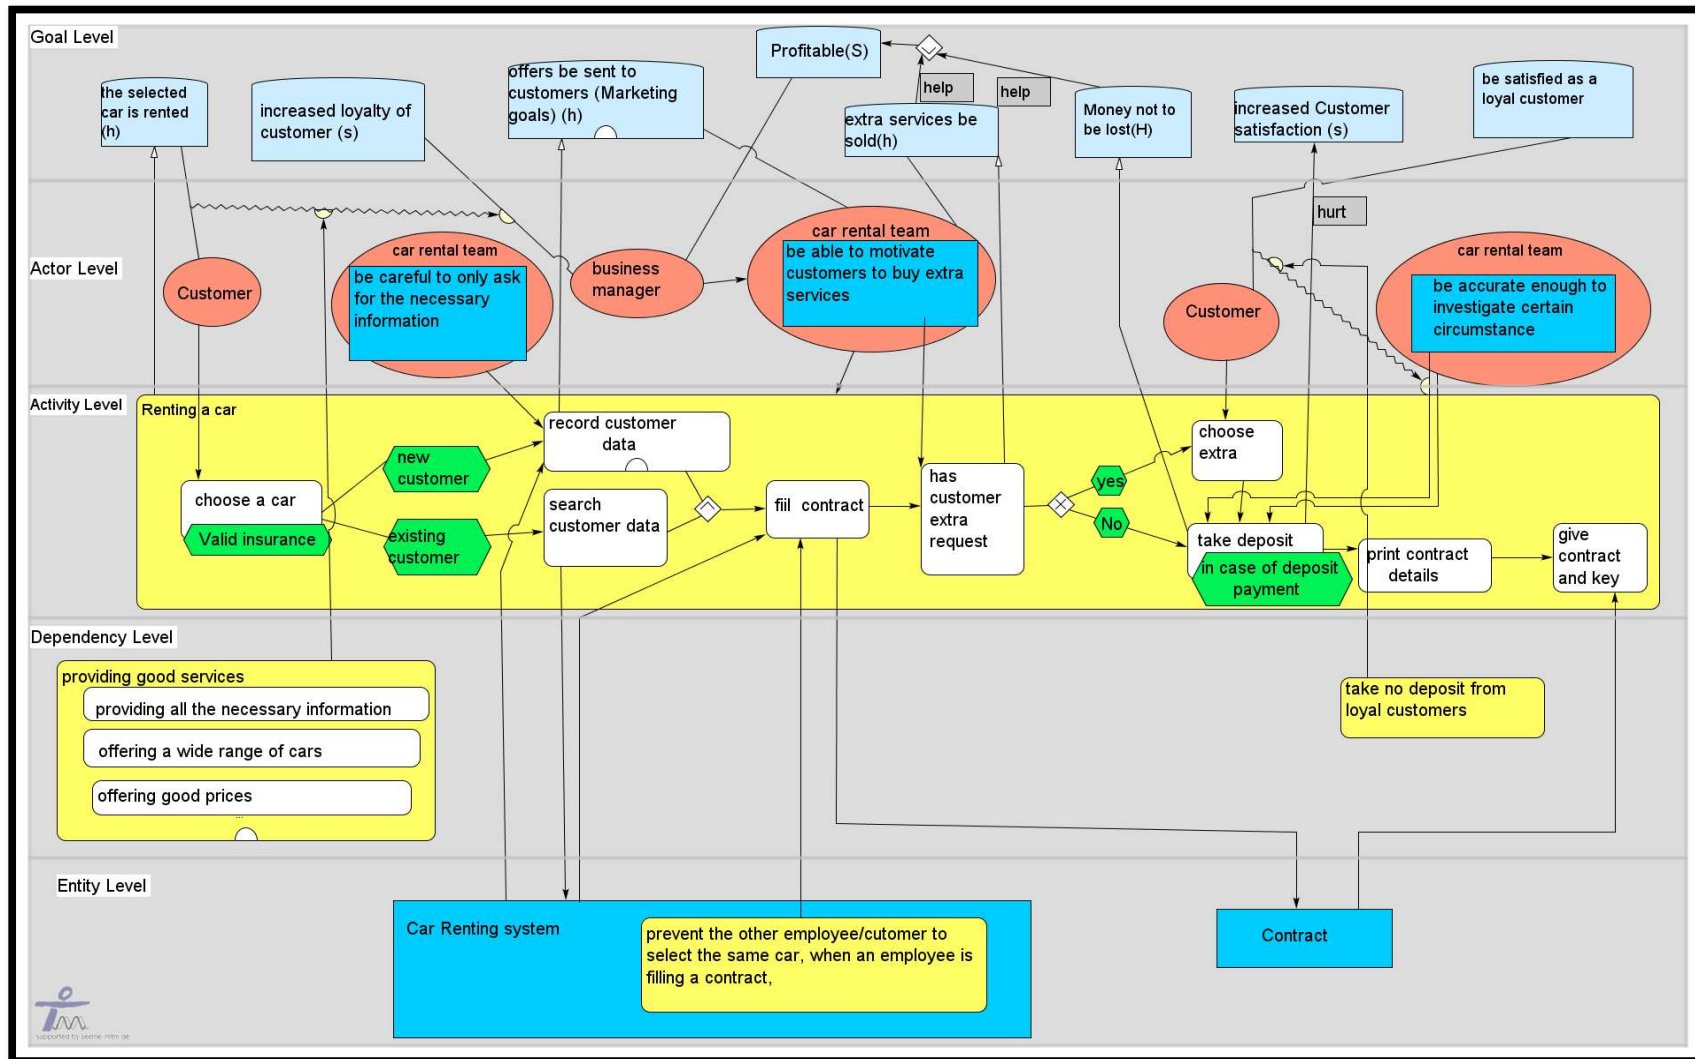 Goal Level
the selected
car is rented
(h)
increased loyalty of
customer (s)
offers be sent to
customers (Marketing
goals) (h)
Profitable(S)
help
help
extra services be
sold(h)
Money not to
be lost(H)
increased Customer
satisfaction (s)
be satisfied as a
loyal customer
Actor Level
Customer
car rental team
be careful to only ask
for the necessary
information
business
manager
car rental team
be able to motivate
customers to buy extra
services
Customer
hurt
car rental team
be accurate enough to
investigate certain
circumstance
Activity Level
Renting a car
choose a car
Valid insurance
new
customer
existing
customer
record customer
data
search
customer data
fiil contract
has
customer
extra
request
yes
No
choose
extra
take deposit
in case of deposit
payment
print contract
details
give
contract
and key
Dependency Level
providing good services
providing all the necessary information
offering a wide range of cars
offering good prices
...
take no deposit from
loyal customers
Entity Level
Car Renting system
prevent the other employee/cutomer to
select the same car, when an employee is
filling a contract,
Contract
supported by seeme-imtm.de